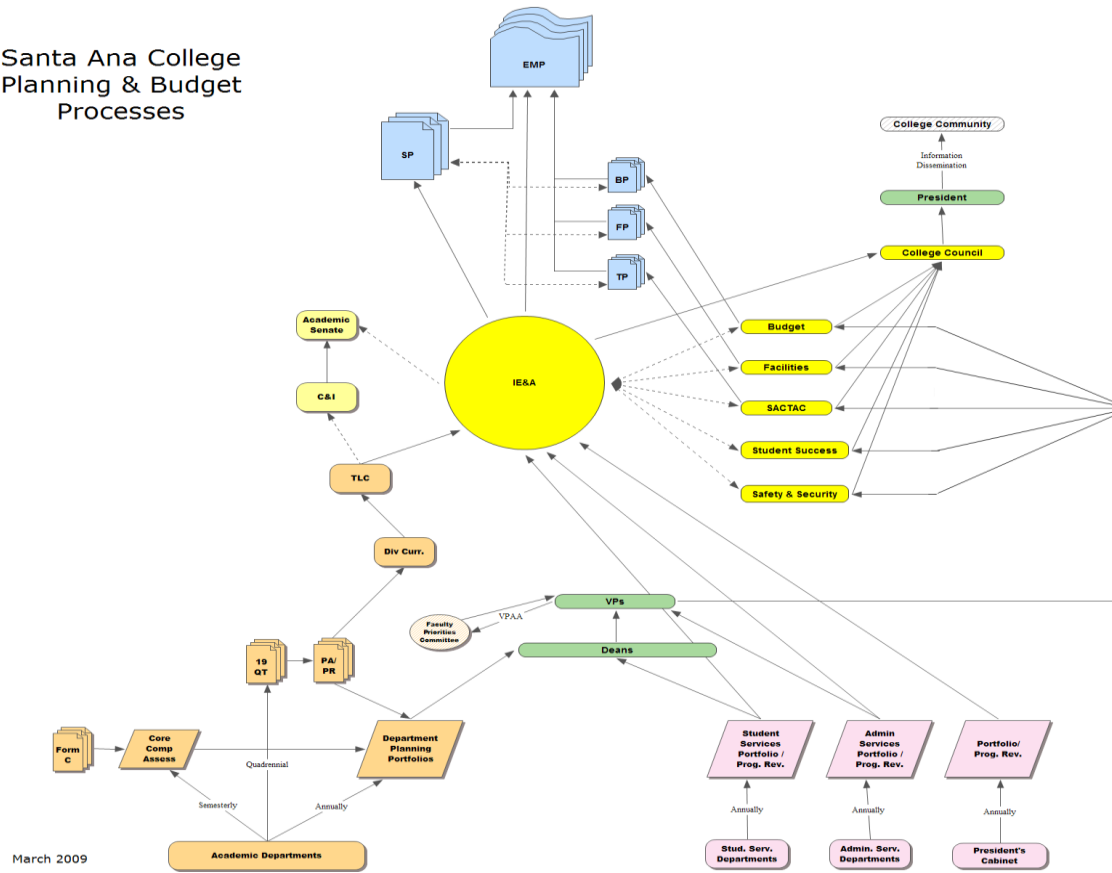 Santa Ana College
Planning & Budget
Processes
EMP
SP
BP
FP
TP
College Community
Information
Dissemination
President
College Council
Academic
Senate
C&I
IE&A
Budget
Facilities
SACTAC
Student Success
Safety & Security
TLC
Div Curr.
VPs
VPAA
Faculty
Priorities
Committee
Deans
19
QT
PA/
PR
Form
C
Core
Comp
Assess
Department
Planning
Portfolios
Student
Services
Portfolio /
Prog. Rev.
Admin
Services
Portfolio /
Prog. Rev.
Portfolio/
Prog. Rev.
Quadrennial
Semesterly
Annually
Annually
Annually
Annually
Academic Departments
Stud. Serv.
Departments
Admin. Serv.
Departments
President's
Cabinet
March 2009